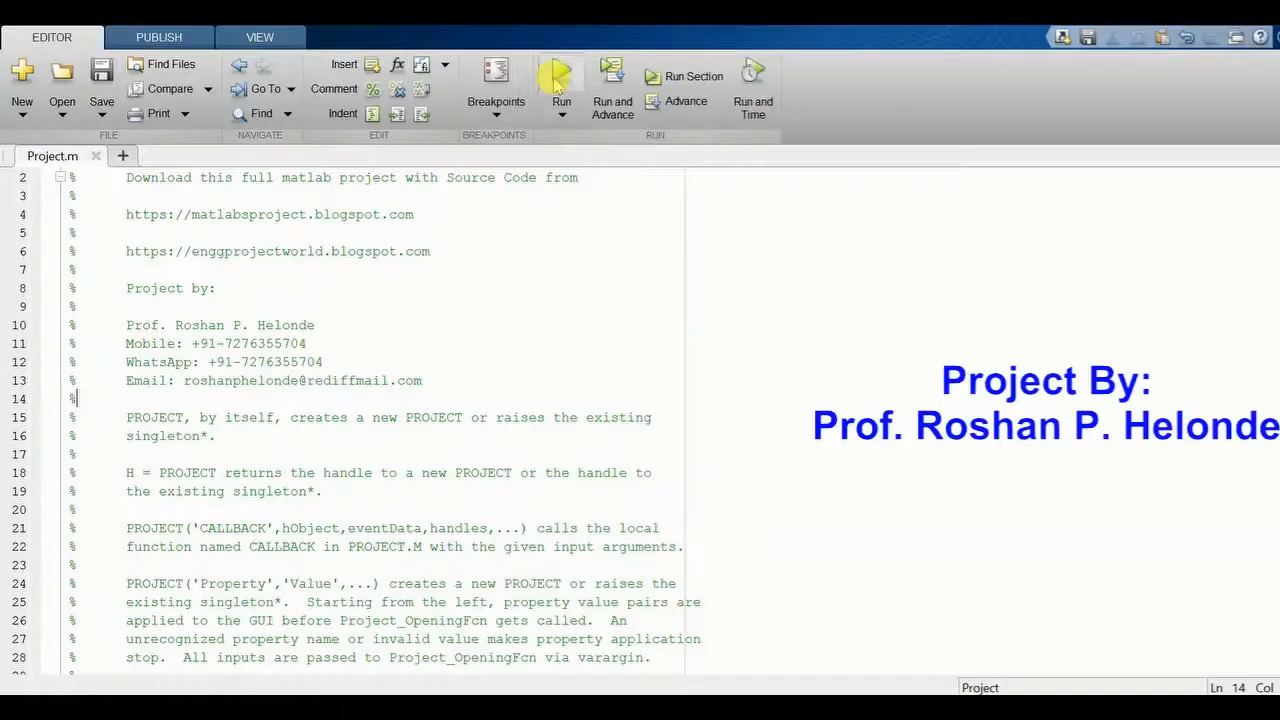 EDITOR PUBLISH VIEW
New Open Save Find Files Compare Print
FILE
Go To Find
NAVIGATE
Insert fx
Comment
Indent
EDIT
Breakpoints
BREAKPOINTS
Run Run and Advance Run Section Advance Run and Time
RUN
Project.m
2 % Download this full matlab project with Source Code from
3 %
4 % https://matlabsproject.blogspot.com
5 %
6 % https://enggprojectworld.blogspot.com
7 %
8 % Project by:
9 %
10 % Prof. Roshan P. Helonde
11 % Mobile: +91-7276355704
12 % WhatsApp: +91-7276355704
13 % Email: roshanphelonde@rediffmail.com
14 %
15 % PROJECT, by itself, creates a new PROJECT or raises the existing
16 % singleton*.
17 %
18 % H = PROJECT returns the handle to a new PROJECT or the handle to
19 % the existing singleton*.
20 %
21 % PROJECT('CALLBACK',hObject,eventData,handles,...) calls the local
22 % function named CALLBACK in PROJECT.M with the given input arguments.
23 %
24 % PROJECT('Property','Value',...) creates a new PROJECT or raises the
25 % existing singleton*. Starting from the left, property value pairs are
26 % applied to the GUI before Project_OpeningFcn gets called. An
27 % unrecognized property name or invalid value makes property application
28 % stop. All inputs are passed to Project_OpeningFcn via varargin.
Project By:
Prof. Roshan P. Helonde
Project Ln 14 Col